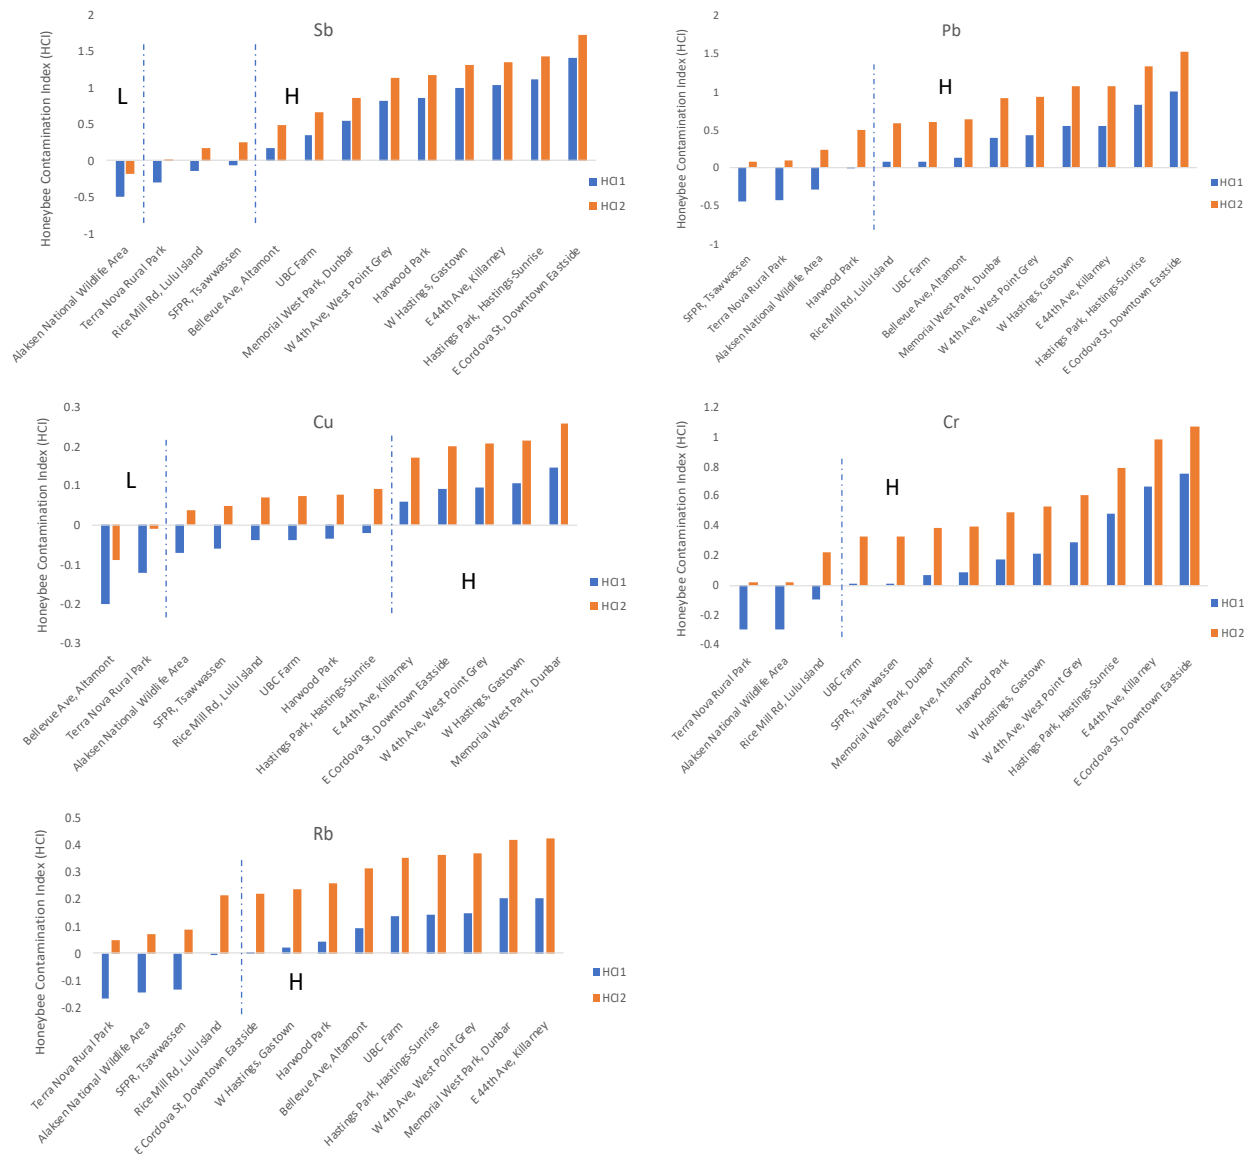 Sb
Honeybee Contamination Index (HCI)
2
1.5
1
0.5
0
-0.5
-1
L
H
HCI1
HCI2
Alaksen National Wildlife Area
Terra Nova Rural Park
Rice Mill Rd, Lulu Island
SFPR, Tsawwassen
Bellevue Ave, Altamont
UBC Farm
Memorial West Park, Dunbar
W 4th Ave, West Point Grey
Harwood Park
W Hastings, Gastown
E 44th Ave, Killarney
Hastings Park, Hastings-Sunrise
E Cordova St, Downtown Eastside
Pb
Honeybee Contamination Index (HCI)
2
1.5
1
0.5
0
-0.5
-1
H
HCI1
HCI2
SFPR, Tsawwassen
Terra Nova Rural Park
Alaksen National Wildlife Area
Harwood Park
Rice Mill Rd, Lulu Island
UBC Farm
Bellevue Ave, Altamont
Memorial West Park, Dunbar
W 4th Ave, West Point Grey
W Hastings, Gastown
E 44th Ave, Killarney
Hastings Park, Hastings-Sunrise
E Cordova St, Downtown Eastside
Cu
Honeybee Contamination Index (HCI)
0.3
0.2
0.1
0
-0.1
-0.2
-0.3
L
H
HCI1
HCI2
Bellevue Ave, Altamont
Terra Nova Rural Park
Alaksen National Wildlife Area
SFPR, Tsawwassen
Rice Mill Rd, Lulu Island
UBC Farm
Harwood Park
Hastings Park, Hastings-Sunrise
E 44th Ave, Killarney
E Cordova St, Downtown Eastside
W 4th Ave, West Point Grey
W Hastings, Gastown
Memorial West Park, Dunbar
Cr
Honeybee Contamination Index (HCI)
1.2
1
0.8
0.6
0.4
0.2
0
-0.2
-0.4
H
HCI1
HCI2
Terra Nova Rural Park
Alaksen National Wildlife Area
Rice Mill Rd, Lulu Island
UBC Farm
SFPR, Tsawwassen
Memorial West Park, Dunbar
Bellevue Ave, Altamont
Harwood Park
W Hastings, Gastown
W 4th Ave, West Point Grey
Hastings Park, Hastings-Sunrise
E 44th Ave, Killarney
E Cordova St, Downtown Eastside
Rb
Honeybee Contamination Index (HCI)
0.5
0.4
0.3
0.2
0.1
0
-0.1
-0.2
H
HCI1
HCI2
Terra Nova Rural Park
Alaksen National Wildlife Area
SFPR, Tsawwassen
Rice Mill Rd, Lulu Island
E Cordova St, Downtown Eastside
W Hastings, Gastown
Harwood Park
Bellevue Ave, Altamont
UBC Farm
Hastings Park, Hastings-Sunrise
W 4th Ave, West Point Grey
Memorial West Park, Dunbar
E 44th Ave, Killarney